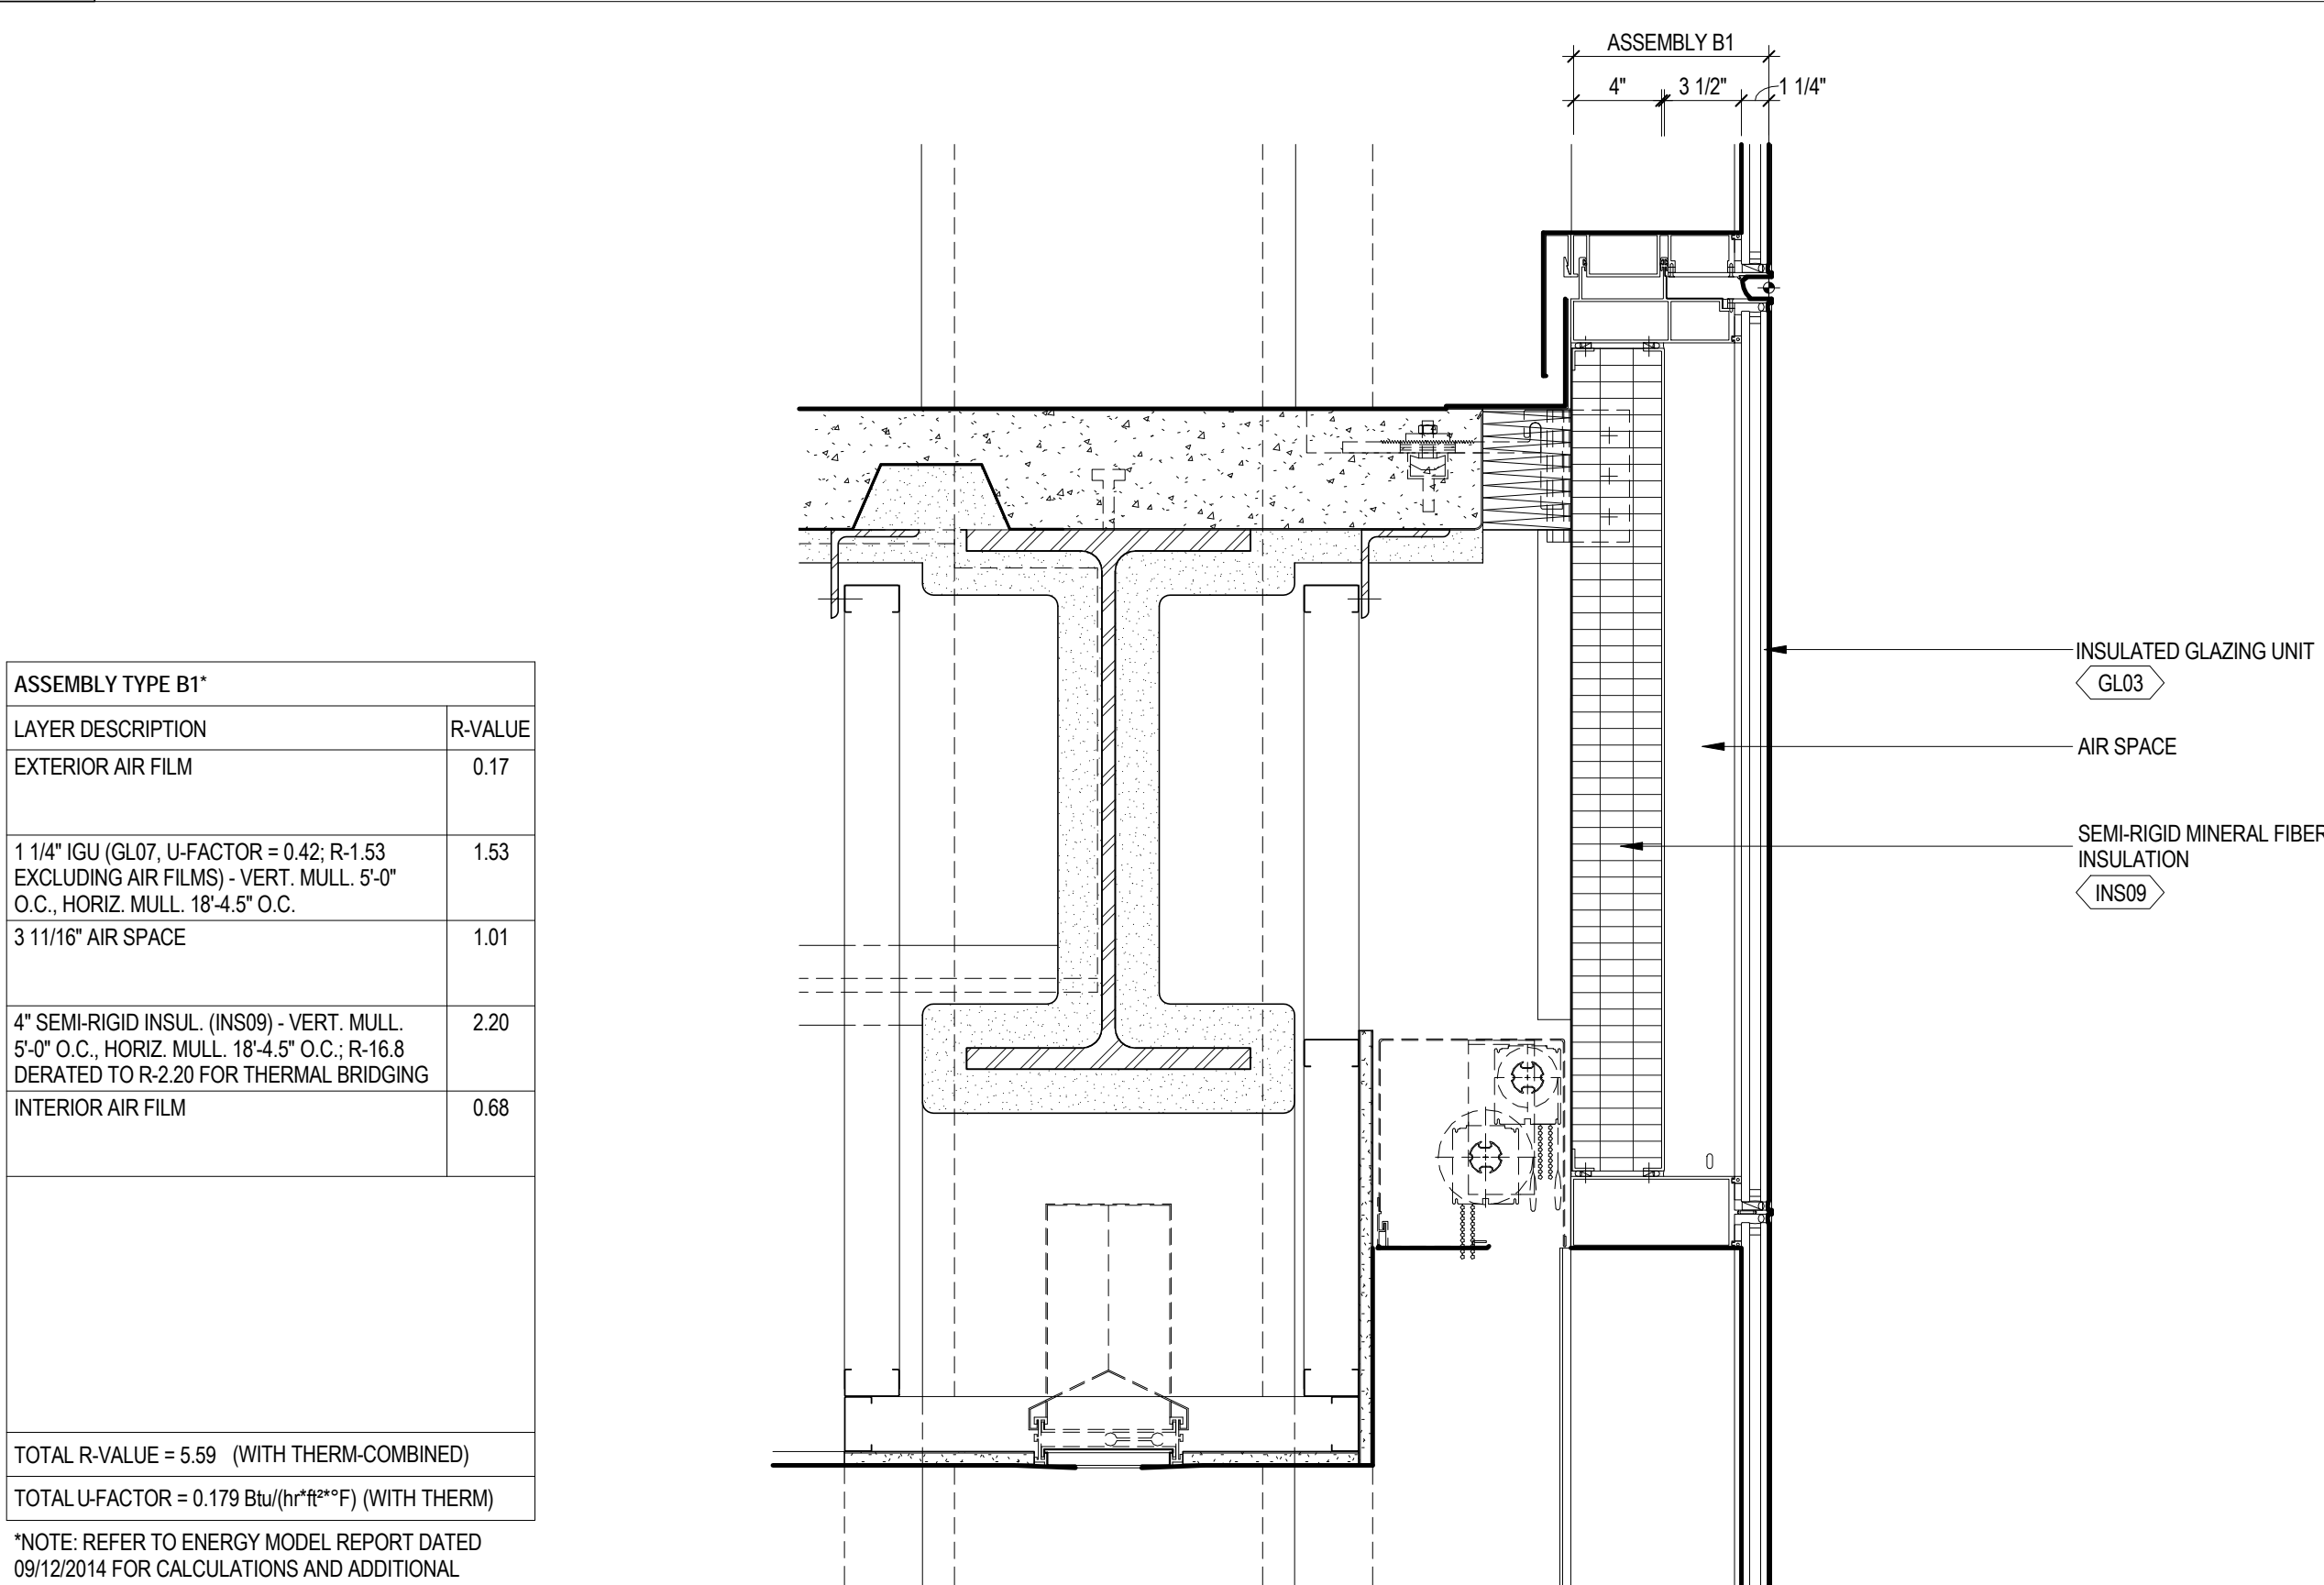 ASSEMBLY B1
4" 3 1/2" 1 1/4"
INSULATED GLAZING UNIT
GL03
AIR SPACE
SEMI-RIGID MINERAL FIBER
INSULATION
INS09
ASSEMBLY TYPE B1*
LAYER DESCRIPTION R-VALUE
EXTERIOR AIR FILM 0.17
1 1/4" IGU (GL07, U-FACTOR = 0.42; R-1.53 1.53
EXCLUDING AIR FILMS) - VERT. MULL. 5'-0"
O.C., HORIZ. MULL. 18'-4.5" O.C.
3 11/16" AIR SPACE 1.01
4" SEMI-RIGID INSUL. (INS09) - VERT. MULL. 2.20
5'-0" O.C., HORIZ. MULL. 18'-4.5" O.C.; R-16.8
DERATED TO R-2.20 FOR THERMAL BRIDGING
INTERIOR AIR FILM 0.68
TOTAL R-VALUE = 5.59 (WITH THERM-COMBINED)
TOTAL U-FACTOR = 0.179 Btu/(hr*ft²*°F) (WITH THERM)
*NOTE: REFER TO ENERGY MODEL REPORT DATED
09/12/2014 FOR CALCULATIONS AND ADDITIONAL